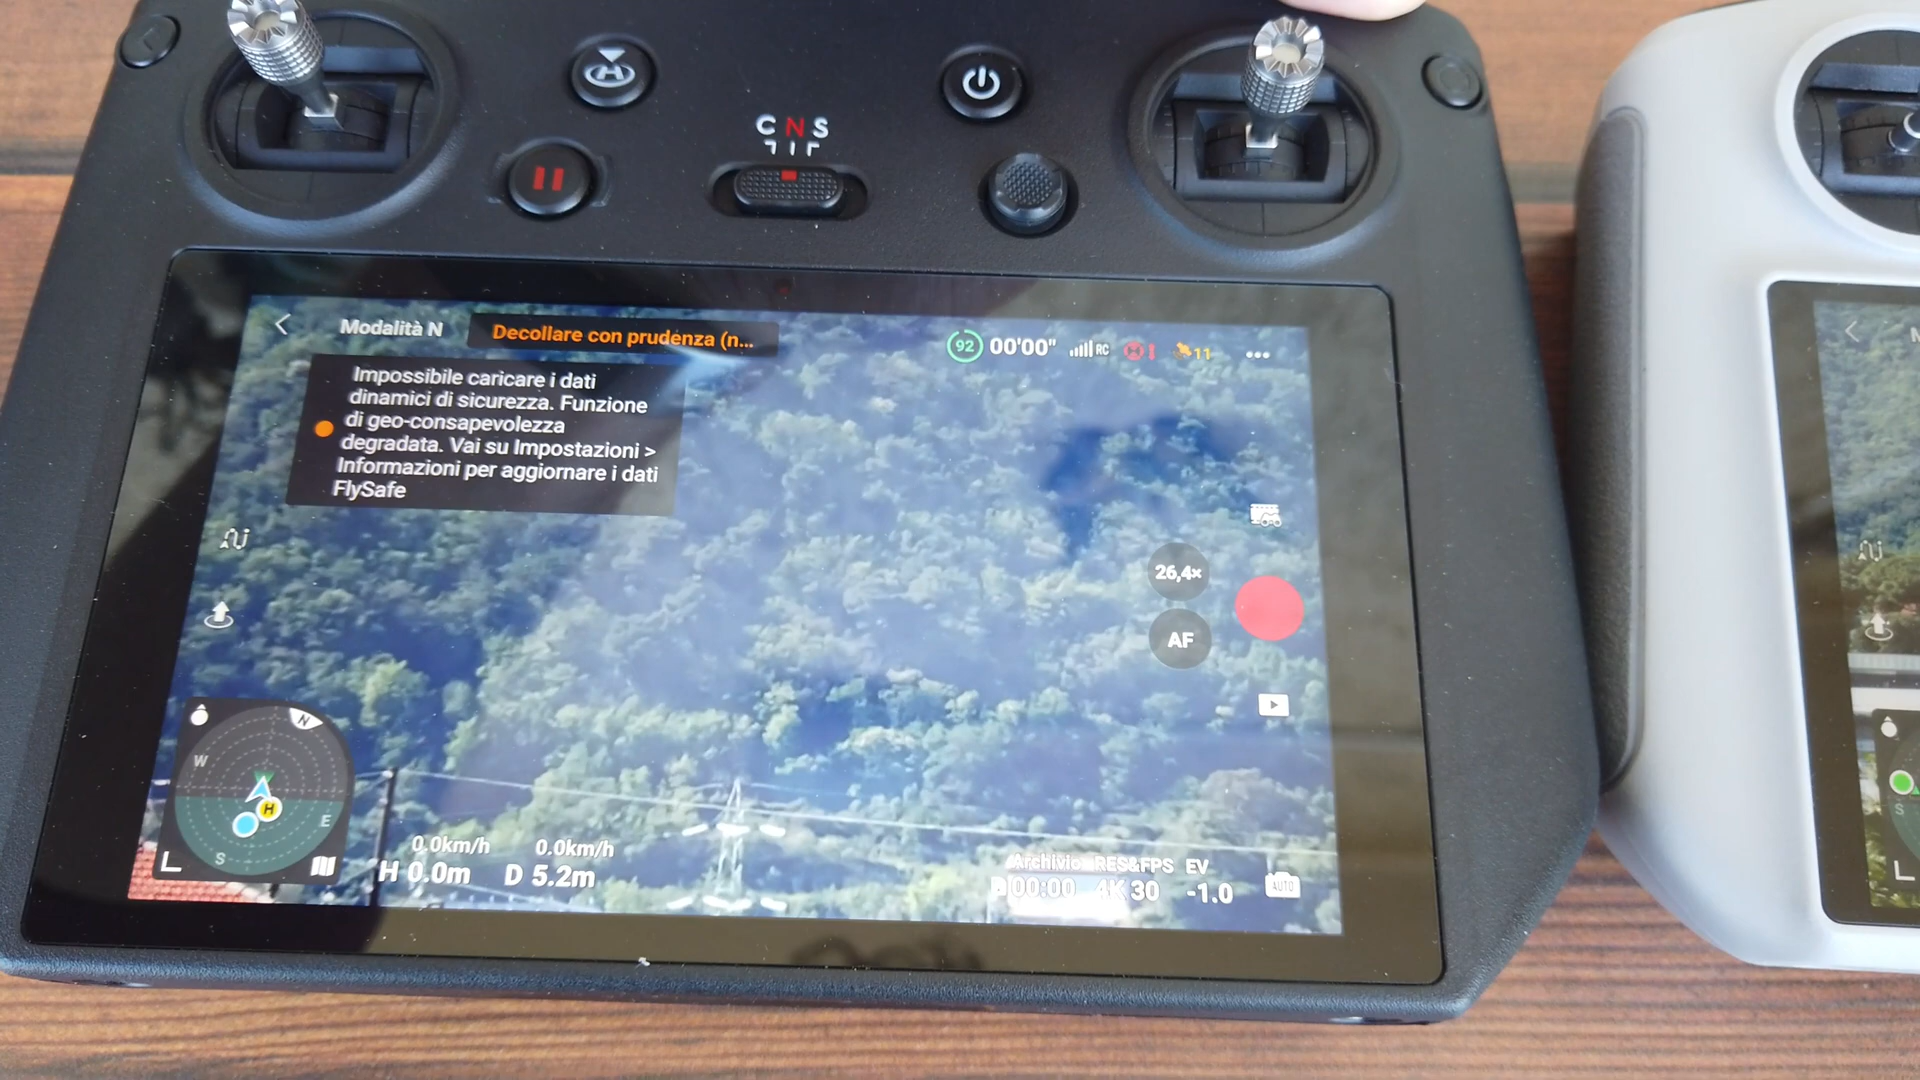 C N S
Modalità N
Decollare con prudenza (n...
92 00'00" RC 11
Impossibile caricare i dati
dinamici di sicurezza. Funzione
di geo-consapevolezza
degradata. Vai su Impostazioni >
Informazioni per aggiornare i dati
FlySafe
26,4×
AF
N
W
H
E
S
0.0km/h 0.0km/h
H 0.0m D 5.2m
Archivio RES&FPS EV
00:00 4K 30 -1.0
AUTO
S